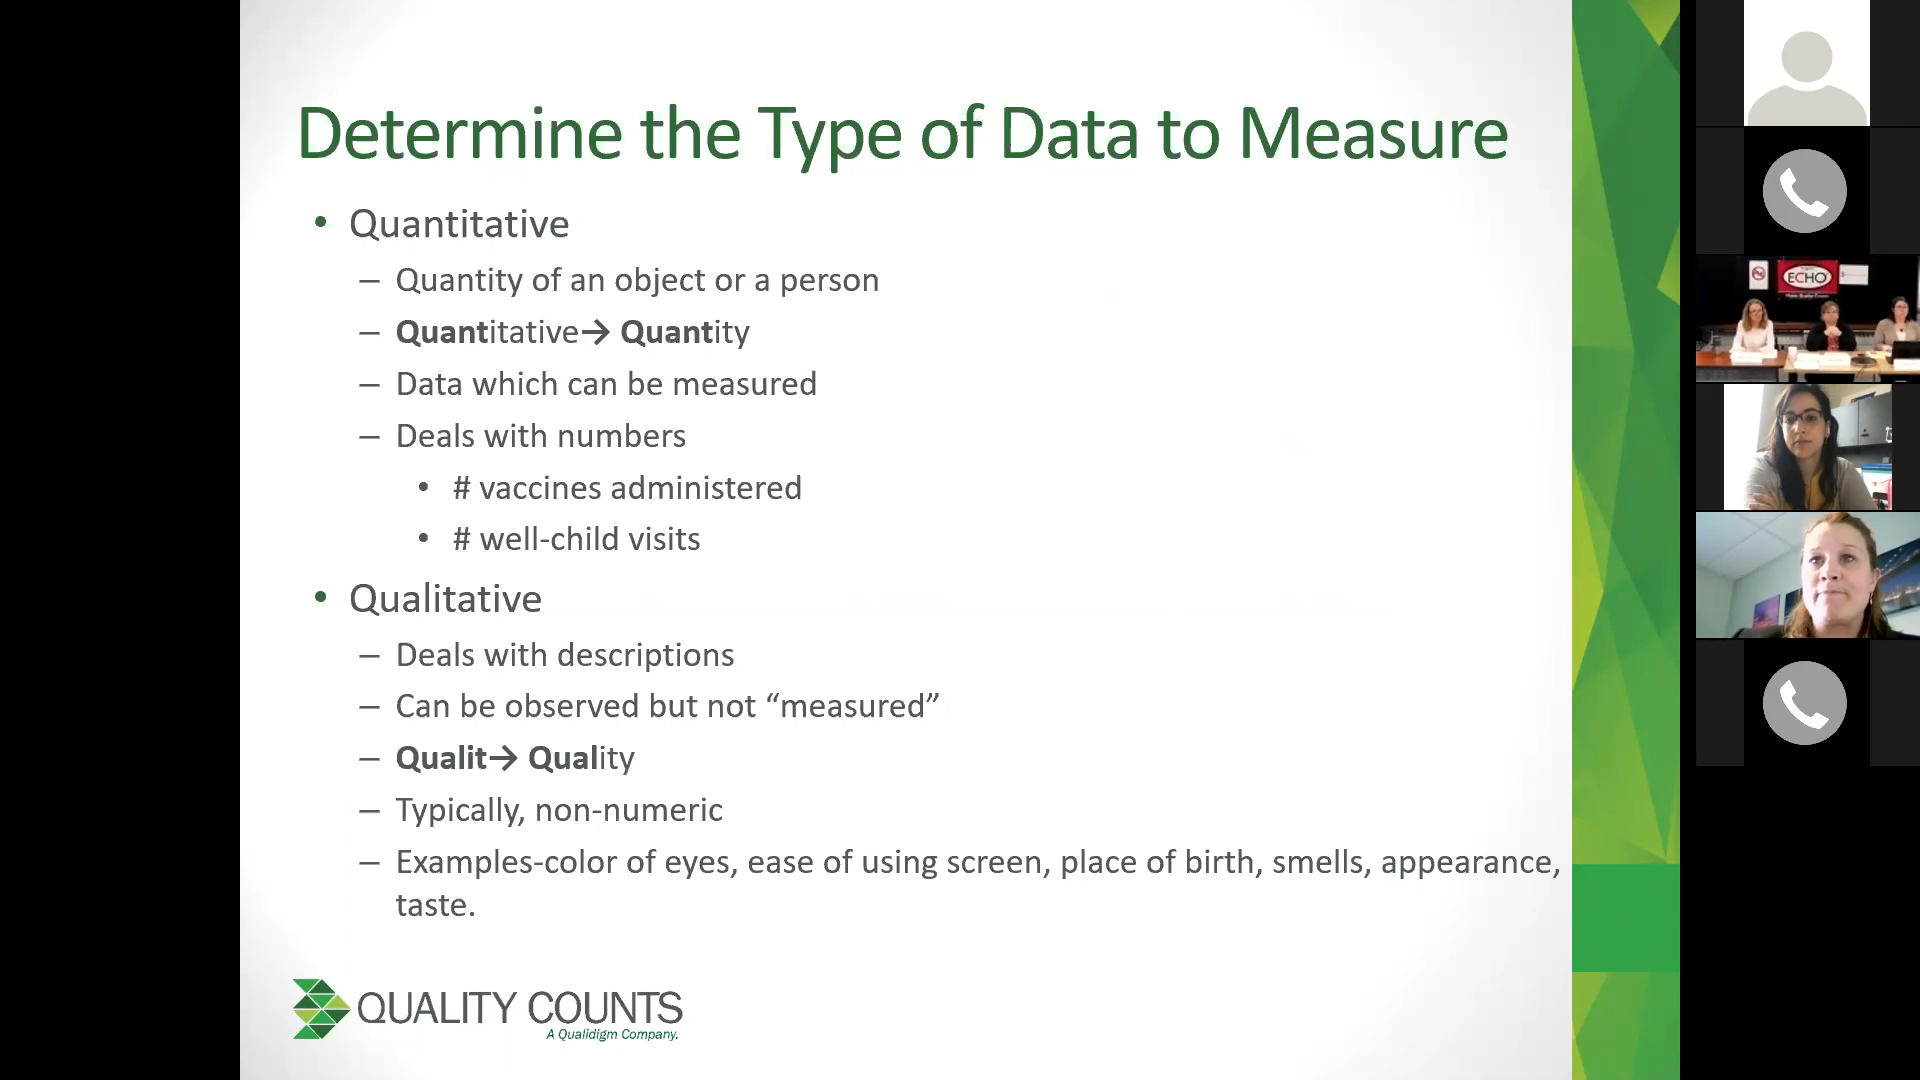 Determine the Type of Data to Measure
• Quantitative
– Quantity of an object or a person
– Quantitative→ Quantity
– Data which can be measured
– Deals with numbers
• # vaccines administered
• # well-child visits
• Qualitative
– Deals with descriptions
– Can be observed but not “measured”
– Qualit→ Quality
– Typically, non-numeric
– Examples-color of eyes, ease of using screen, place of birth, smells, appearance,
taste.
QUALITY COUNTS
A Qualidigm Company.
ECHO